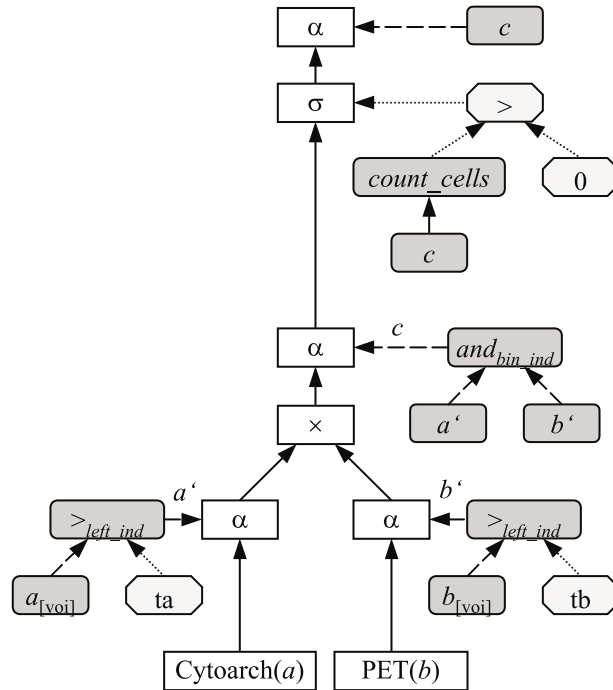 α
c
σ
>
count_cells
0
c
α
c
and_bin_ind
a‘
b‘
×
a‘
b‘
>_left_ind
α
α
>_left_ind
a_[voi]
ta
b_[voi]
tb
Cytoarch(a)
PET(b)